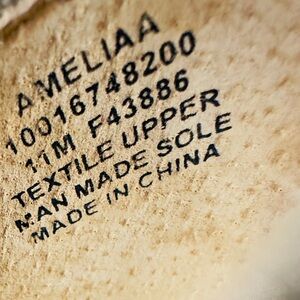 AMELIAA
10016748200
11M F43886
TEXTILE UPPER
MAN MADE SOLE
MADE IN CHINA